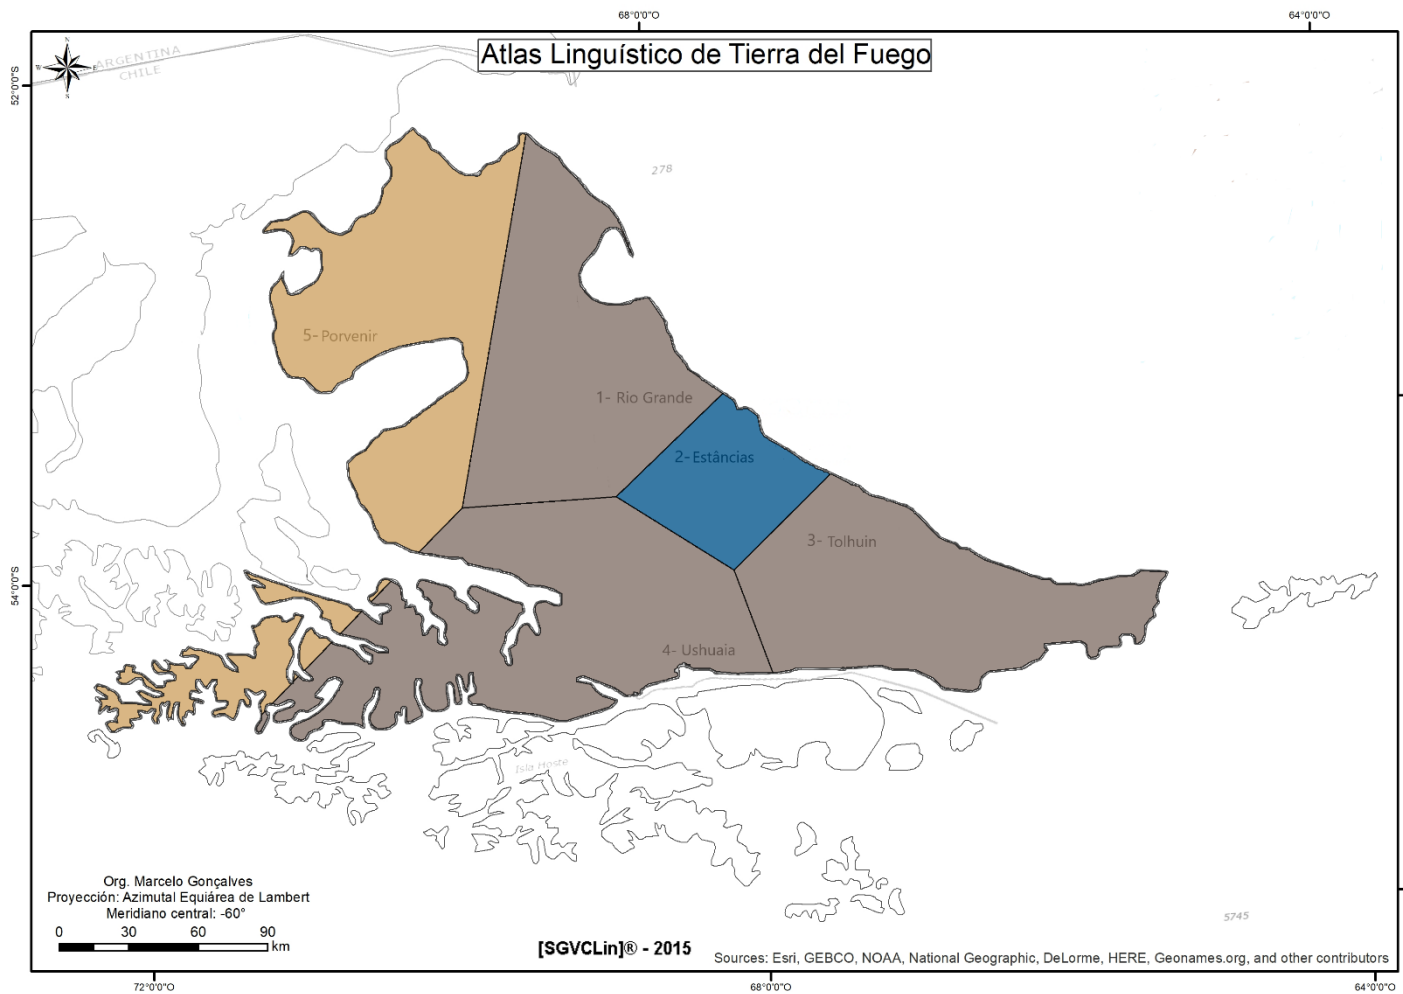 68°0'0"O
64°0'0"O
Atlas Linguístico de Tierra del Fuego
ARGENTINA
CHILE
N
W
E
52°0'0"S
278
5- Porvenir
1- Rio Grande
2- Estâncias
3- Tolhuin
54°0'0"S
4- Ushuaia
Isla Hoste
Org. Marcelo Gonçalves
Proyección: Azimutal Equiárea de Lambert
Meridiano central: -60°
0 30 60 90
km
[SGVCLin]® - 2015
5745
Sources: Esri, GEBCO, NOAA, National Geographic, DeLorme, HERE, Geonames.org, and other contributors
72°0'0"O
68°0'0"O
64°0'0"O